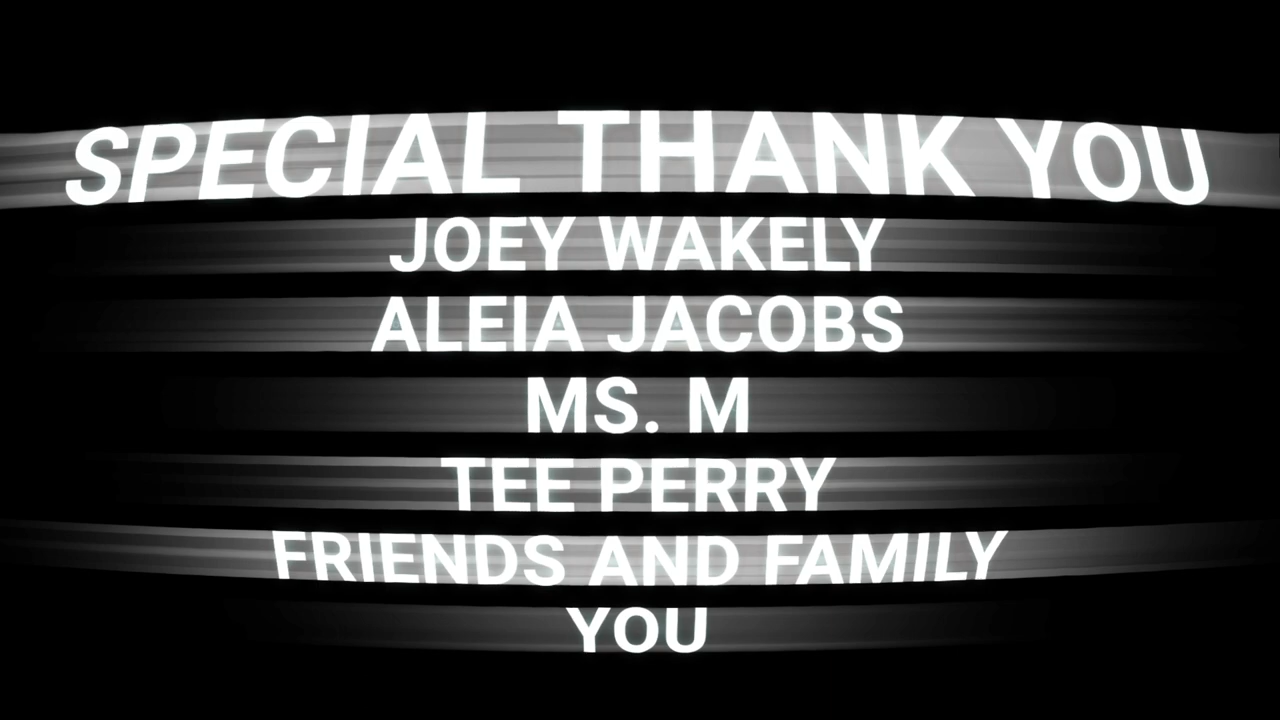 SPECIAL THANK YOU
JOEY WAKELY
ALEIA JACOBS
MS. M
TEE PERRY
FRIENDS AND FAMILY
YOU